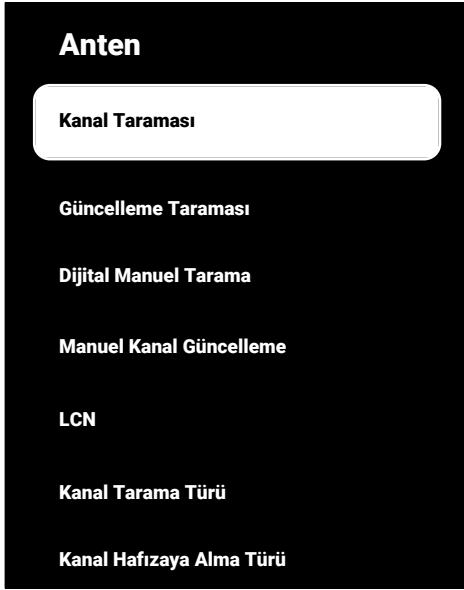 Anten
Kanal Taraması
Güncelleme Taraması
Dijital Manuel Tarama
Manuel Kanal Güncelleme
LCN
Kanal Tarama Türü
Kanal Hafızaya Alma Türü